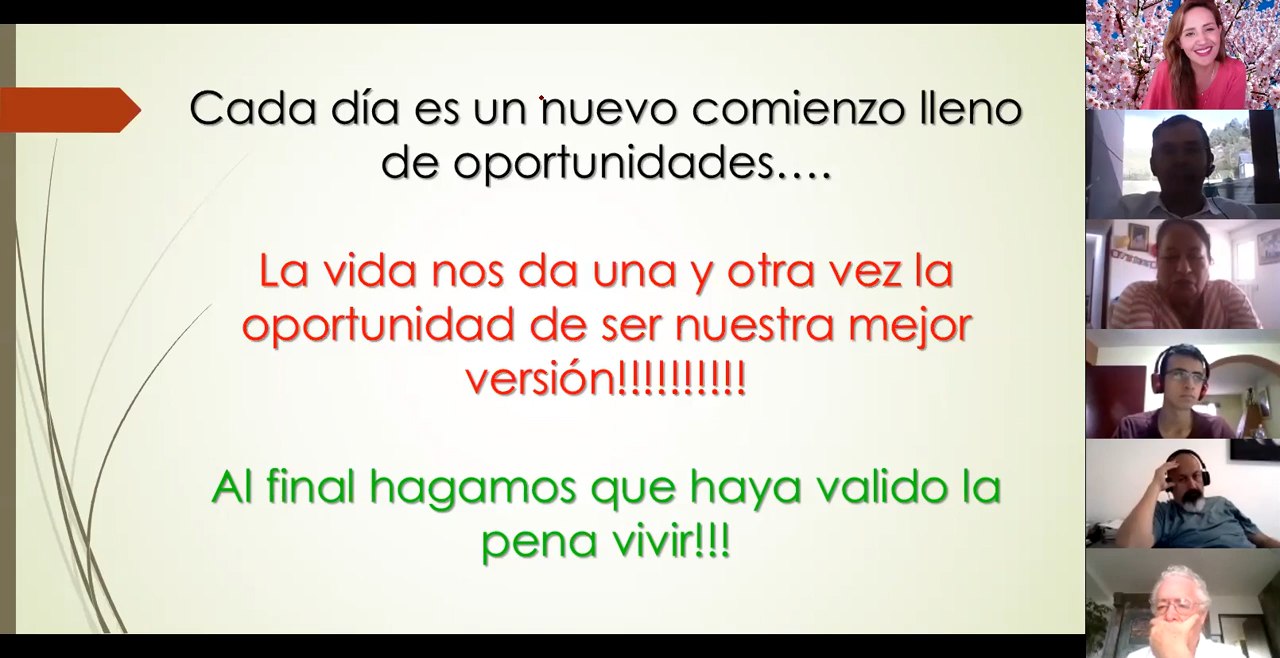 Cada día es un nuevo comienzo lleno
de oportunidades....
La vida nos da una y otra vez la
oportunidad de ser nuestra mejor
versión!!!!!!!!!!
Al final hagamos que haya valido la
pena vivir!!!